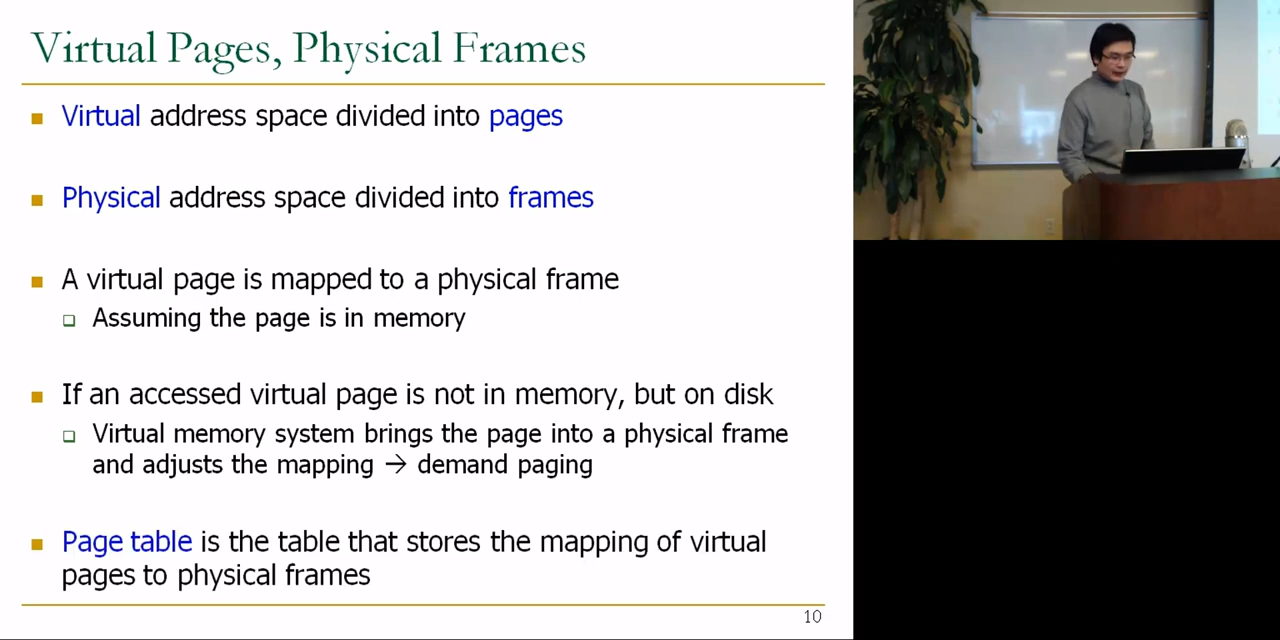 Virtual Pages, Physical Frames
Virtual address space divided into pages
Physical address space divided into frames
A virtual page is mapped to a physical frame
Assuming the page is in memory
If an accessed virtual page is not in memory, but on disk
Virtual memory system brings the page into a physical frame
and adjusts the mapping → demand paging
Page table is the table that stores the mapping of virtual
pages to physical frames
10